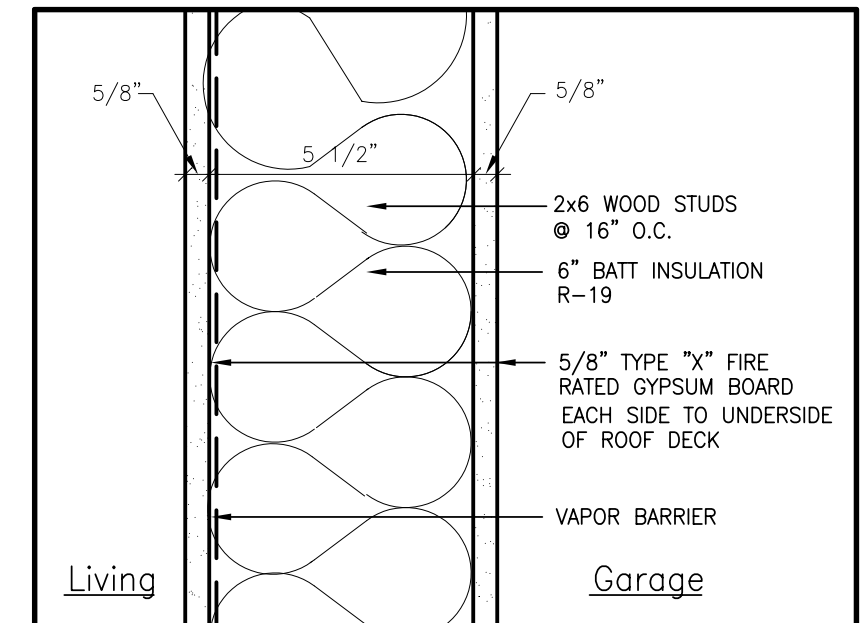 5/8”
5/8”
5 1/2”
2x6 WOOD STUDS
@ 16” O.C.
6” BATT INSULATION
R–19
5/8” TYPE ”X” FIRE
RATED GYPSUM BOARD
EACH SIDE TO UNDERSIDE
OF ROOF DECK
VAPOR BARRIER
Living
Garage